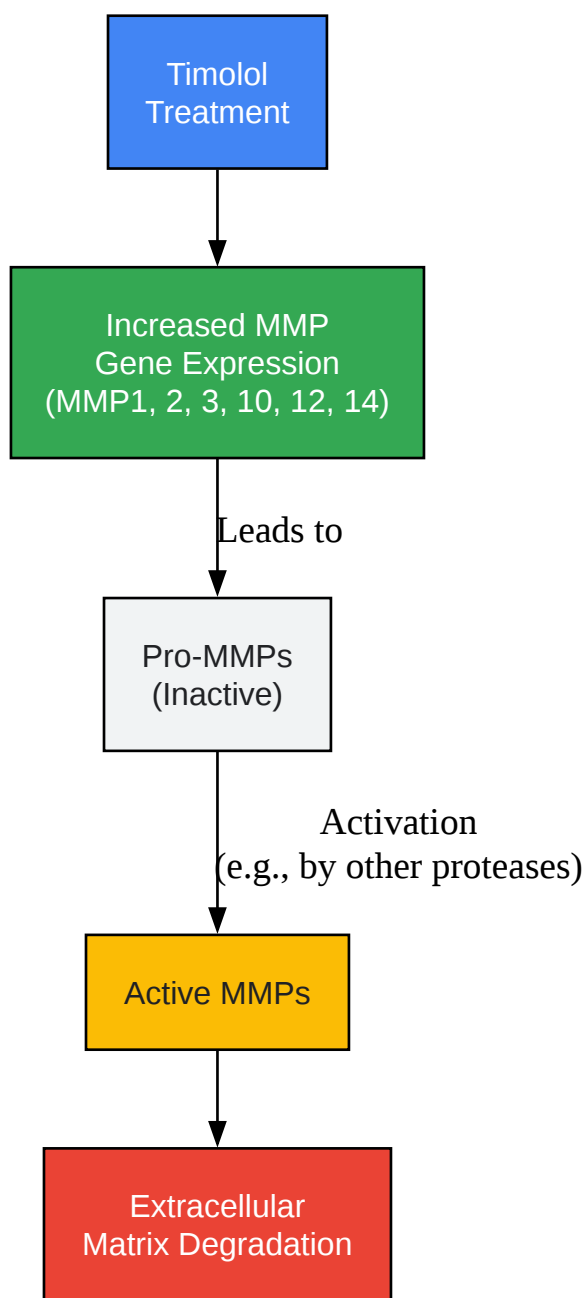 Timolol
Treatment
Increased MMP
Gene Expression
(MMP1, 2, 3, 10, 12, 14)
Leads to
Pro-MMPs
(Inactive)
Activation
(e.g., by other proteases)
Active MMPs
Extracellular
Matrix Degradation